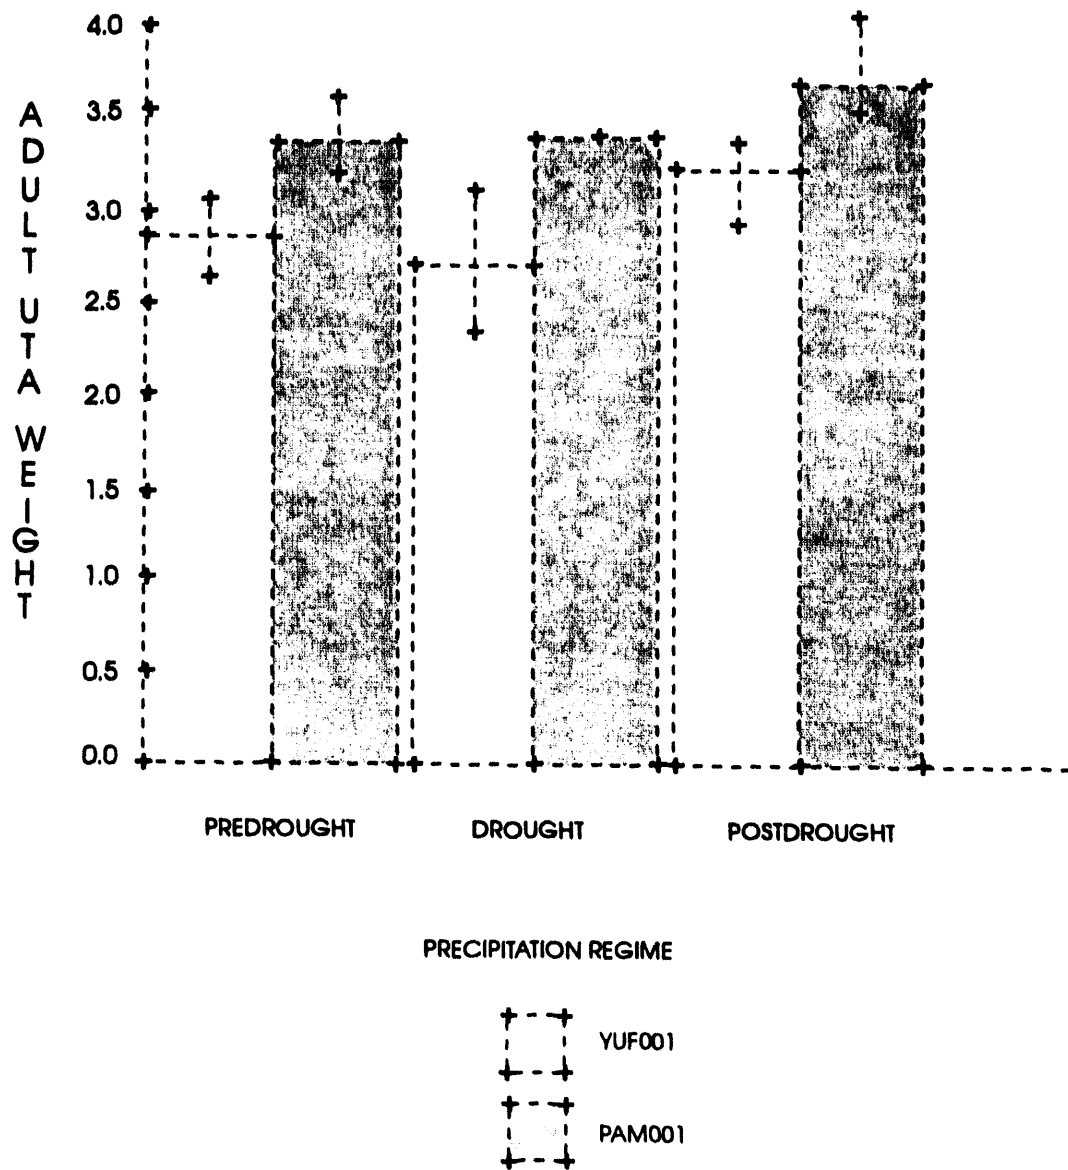 ADULT UTA WEIGHT
4.0
3.5
3.0
2.5
2.0
1.5
1.0
0.5
0.0
PREDROUGHT DROUGHT POSTDROUGHT
PRECIPITATION REGIME
YUF001
PAM001